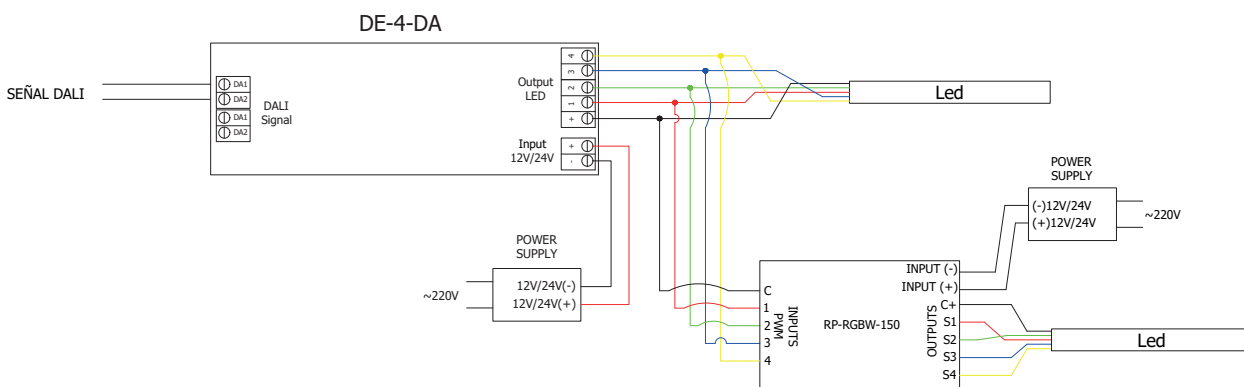 DE-4-DA
SEÑAL DALI
DA1
DA2
DA1
DA2
DALI
Signal
Output
LED
4
3
2
1
+
Input
12V/24V
+
-
Led
POWER
SUPPLY
12V/24V(-)
12V/24V(+)
~220V
POWER
SUPPLY
(-)12V/24V
(+)12V/24V
~220V
C
1
2
3
4
INPUTS
PWM
RP-RGBW-150
INPUT (-)
INPUT (+)
OUTPUTS
C+
S1
S2
S3
S4
Led